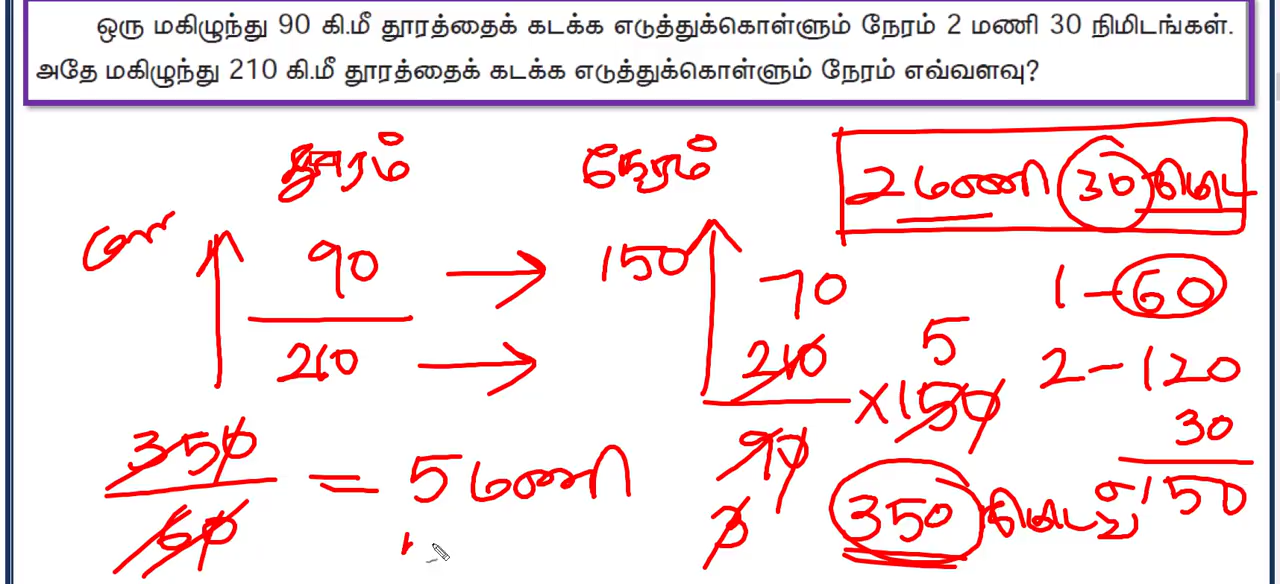 ஒரு மகிழுந்து 90 கி.மீ தூரத்தைக் கடக்க எடுத்துக்கொள்ளும் நேரம் 2 மணி 30 நிமிடங்கள்.
அதே மகிழுந்து 210 கி.மீ தூரத்தைக் கடக்க எடுத்துக்கொள்ளும் நேரம் எவ்வளவு?
தூரம் நேரம் 2 மணி 30
90 → 150 70 1 – 60
210 → 210 5 2 – 120
× 150 30
350 90 150
60 = 5 மணி 3 350